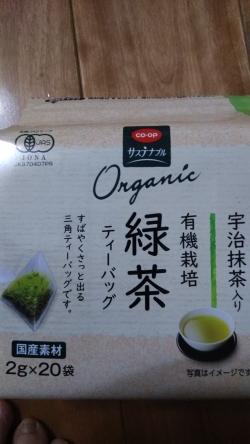 JAS
IONA
co·op
サステナブル
Organic
宇治抹茶入り
有機栽培
緑茶
ティーバッグ
すばやくさっと出る
三角ティーバッグです。
国産素材
2g×20袋
写真はイメージです